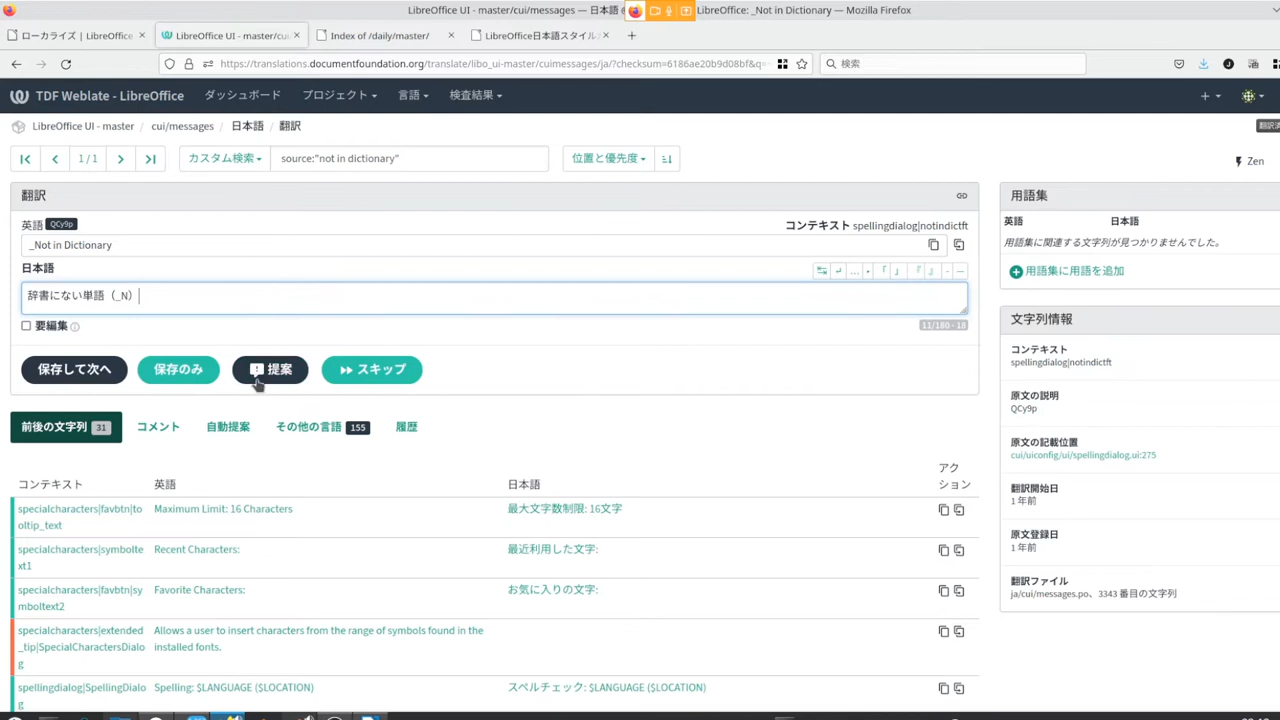 LibreOffice UI - master/cui/messages — 日本語
LibreOffice: _Not in Dictionary — Mozilla Firefox
ローカライズ | LibreOffice
LibreOffice UI - master/cui
Index of /daily/master/
LibreOffice日本語スタイル
https://translations.documentfoundation.org/translate/libo_ui-master/cuimessages/ja/?checksum=6186ae20b9d08bf&q=
検索
TDF Weblate - LibreOffice ダッシュボード プロジェクト 言語 検査結果
LibreOffice UI - master / cui/messages / 日本語 / 翻訳
1 / 1
カスタム検索
source:"not in dictionary"
位置と優先度
Zen
翻訳
英語 QCy9p
コンテキスト spellingdialog|notindictft
_Not in Dictionary
日本語
... ・ 「 」 『 』 - —
辞書にない単語（_N）
要編集
11/180 · 18
保存して次へ
保存のみ
提案
スキップ
前後の文字列 31
コメント
自動提案
その他の言語 155
履歴
コンテキスト 英語 日本語 アク
ション
specialcharacters|favbtn|to
oltip_text
Maximum Limit: 16 Characters
最大文字数制限: 16文字
specialcharacters|symbolte
xt1
Recent Characters:
最近利用した文字:
specialcharacters|favbtn|sy
mboltext2
Favorite Characters:
お気に入りの文字:
specialcharacters|extended
_tip|SpecialCharactersDialo
g
Allows a user to insert characters from the range of symbols found in the
installed fonts.
spellingdialog|SpellingDialo
g
Spelling: $LANGUAGE ($LOCATION)
スペルチェック: $LANGUAGE ($LOCATION)
用語集
英語 日本語
用語集に関連する文字列が見つかりませんでした。
用語集に用語を追加
文字列情報
コンテキスト
spellingdialog|notindictft
原文の説明
QCy9p
原文の記載位置
cui/uiconfig/ui/spellingdialog.ui:275
翻訳開始日
1 年前
原文登録日
1 年前
翻訳ファイル
ja/cui/messages.po、3343 番目の文字列